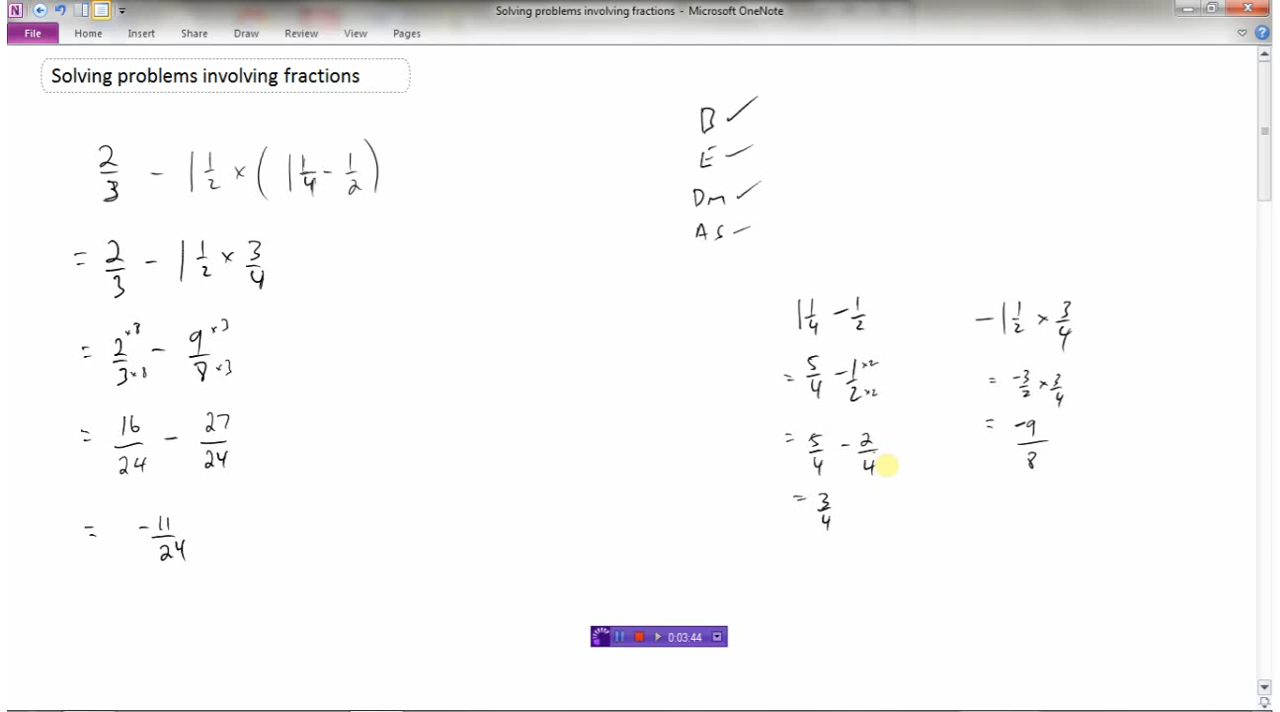 Solving problems involving fractions - Microsoft OneNote
File Home Insert Share Draw Review View Pages
Solving problems involving fractions
2/3 - 1 1/2 × ( 1 1/4 - 1/2 )
= 2/3 - 1 1/2 × 3/4
= 2×8/3×8 - 9×3/8×3
= 16/24 - 27/24
= -11/24
B ✓
E ✓
DM ✓
AS ✓
1 1/4 - 1/2
= 5/4 - 1×2/2×2
= 5/4 - 2/4
= 3/4
-1 1/2 × 3/4
= -3/2 × 3/4
= -9/8
0:03:44